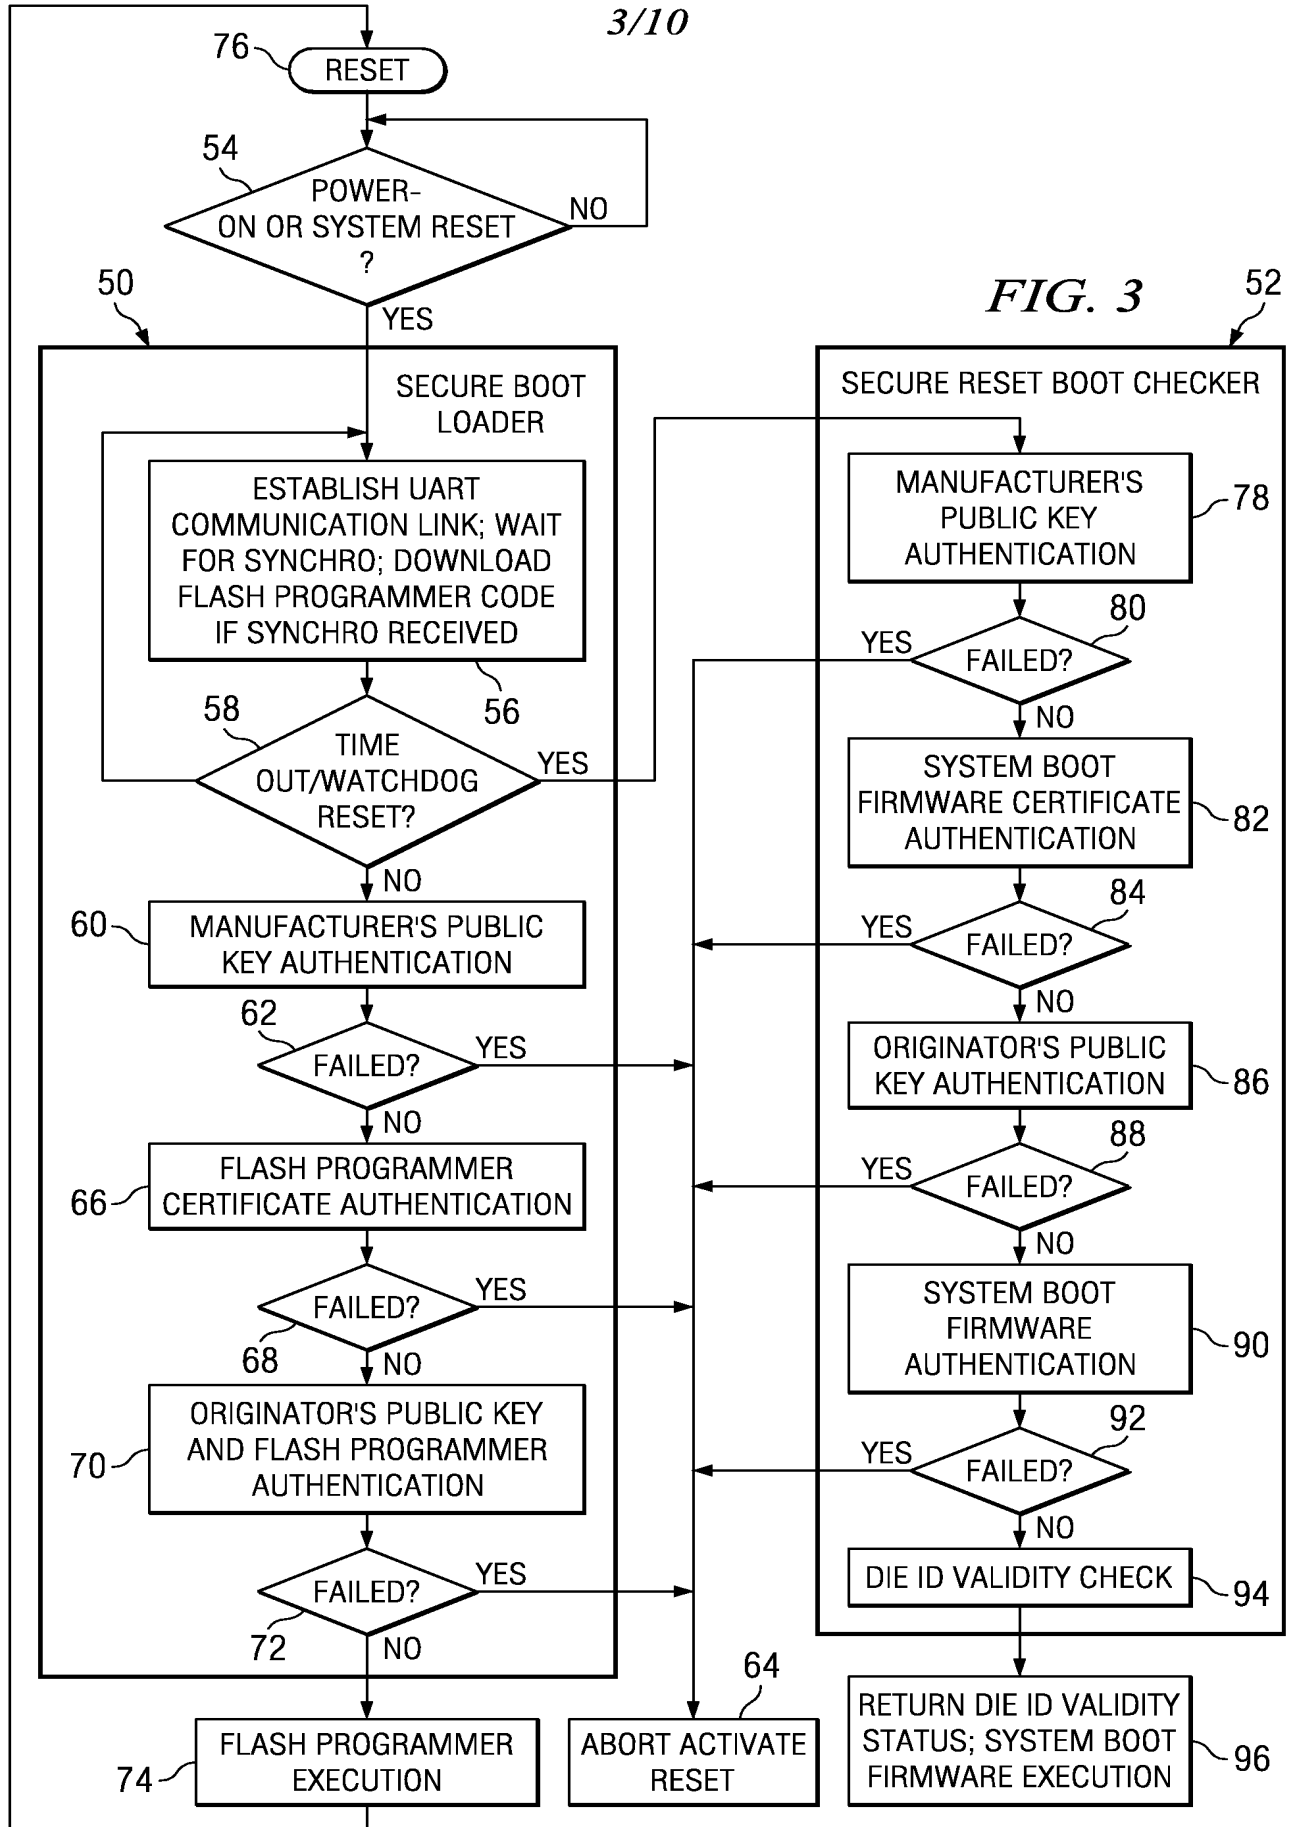 3/10
76
RESET
54
POWER-
ON OR SYSTEM RESET
?
NO
YES
FIG. 3
50
SECURE BOOT
LOADER
ESTABLISH UART
COMMUNICATION LINK; WAIT
FOR SYNCHRO; DOWNLOAD
FLASH PROGRAMMER CODE
IF SYNCHRO RECEIVED
56
58
TIME
OUT/WATCHDOG
RESET?
YES
NO
60
MANUFACTURER'S PUBLIC
KEY AUTHENTICATION
62
FAILED?
YES
NO
66
FLASH PROGRAMMER
CERTIFICATE AUTHENTICATION
FAILED?
YES
68
NO
70
ORIGINATOR'S PUBLIC KEY
AND FLASH PROGRAMMER
AUTHENTICATION
FAILED?
YES
72
NO
74
FLASH PROGRAMMER
EXECUTION
64
ABORT ACTIVATE
RESET
52
SECURE RESET BOOT CHECKER
MANUFACTURER'S
PUBLIC KEY
AUTHENTICATION
78
80
YES
FAILED?
NO
SYSTEM BOOT
FIRMWARE CERTIFICATE
AUTHENTICATION
82
84
YES
FAILED?
NO
ORIGINATOR'S PUBLIC
KEY AUTHENTICATION
86
88
YES
FAILED?
NO
SYSTEM BOOT
FIRMWARE
AUTHENTICATION
90
92
YES
FAILED?
NO
DIE ID VALIDITY CHECK
94
RETURN DIE ID VALIDITY
STATUS; SYSTEM BOOT
FIRMWARE EXECUTION
96